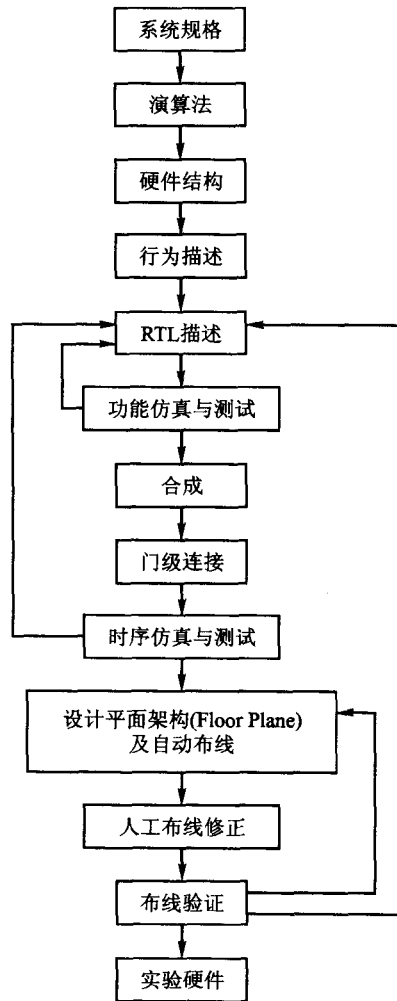 系统规格
演算法
硬件结构
行为描述
RTL描述
功能仿真与测试
合成
门级连接
时序仿真与测试
设计平面架构(Floor Plane)
及自动布线
人工布线修正
布线验证
实验硬件